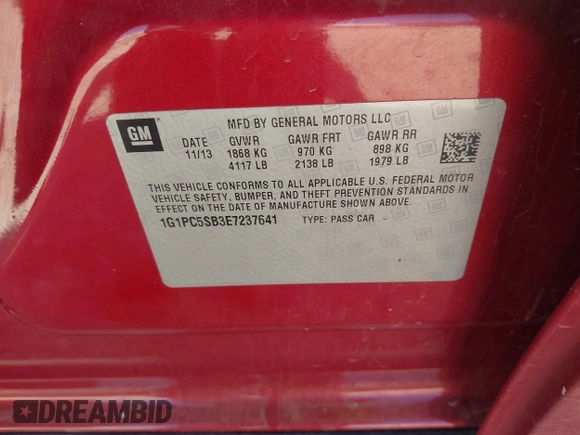 GM
MFD BY GENERAL MOTORS LLC
DATE GVWR GAWR FRT GAWR RR
11/13 1868 KG 970 KG 898 KG
4117 LB 2138 LB 1979 LB
THIS VEHICLE CONFORMS TO ALL APPLICABLE U.S. FEDERAL MOTOR
VEHICLE SAFETY, BUMPER, AND THEFT PREVENTION STANDARDS IN
EFFECT ON THE DATE OF MANUFACTURE SHOWN ABOVE.
1G1PC5SB3E7237641 TYPE: PASS CAR
DREAMBID